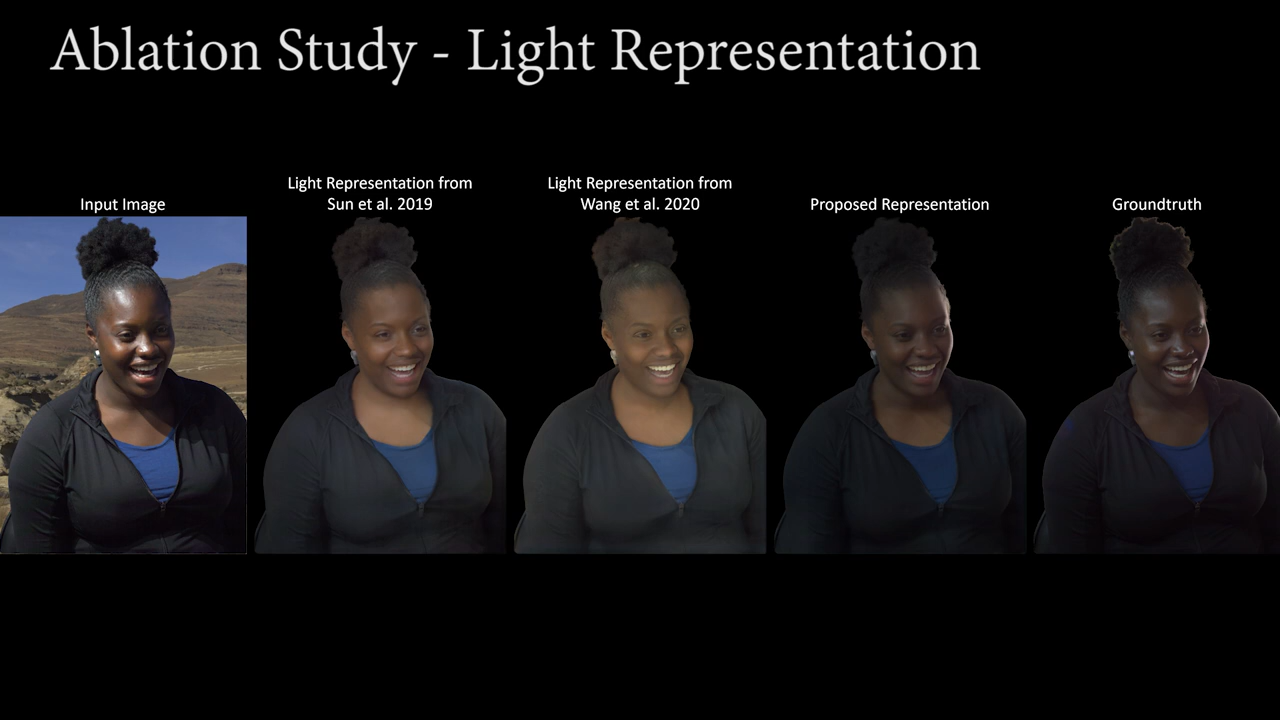 Ablation Study - Light Representation
Input Image
Light Representation from
Sun et al. 2019
Light Representation from
Wang et al. 2020
Proposed Representation
Groundtruth